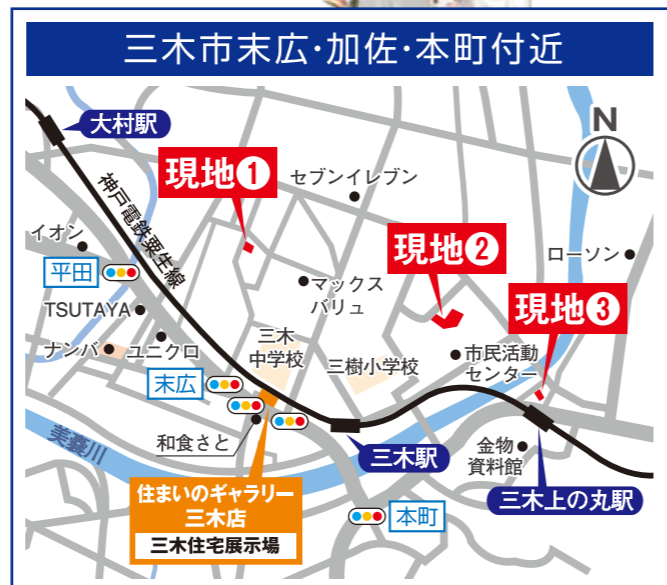 三木市末広・加佐・本町付近
大村駅
N
現地❶
セブンイレブン
神戸電鉄粟生線
イオン
現地❷
ローソン
平田
マックス
バリュ
TSUTAYA
現地❸
ナンバ
ユニクロ
三木
中学校
三樹小学校
市民活動
センター
末広
美嚢川
和食さと
三木駅
金物
資料館
住まいのギャラリー
三木店
三木住宅展示場
三木上の丸駅
本町